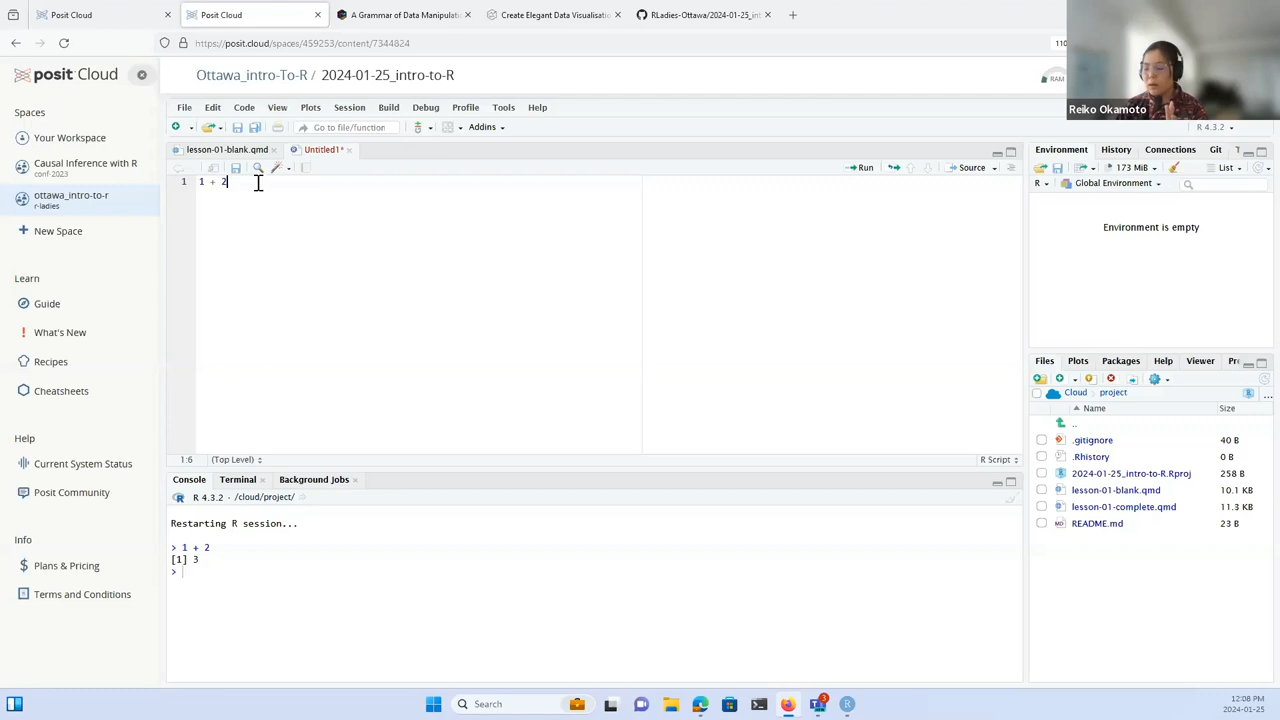 Posit Cloud
Posit Cloud
A Grammar of Data Manipulati
Create Elegant Data Visualisatio
RLadies-Ottawa/2024-01-25_int
https://posit.cloud/spaces/459253/content/7344824
110
posit Cloud
Ottawa_intro-To-R / 2024-01-25_intro-to-R
RAM
Reiko Okamoto
Spaces
Your Workspace
Causal Inference with R
conf-2023
ottawa_intro-to-r
r-ladies
New Space
Learn
Guide
What's New
Recipes
Cheatsheets
Help
Current System Status
Posit Community
Info
Plans & Pricing
Terms and Conditions
File Edit Code View Plots Session Build Debug Profile Tools Help
Go to file/function
Addins
R 4.3.2
lesson-01-blank.qmd
Untitled1*
Run
Source
1 1 + 2
1:6 (Top Level)
R Script
Console Terminal Background Jobs
R 4.3.2 · /cloud/project/
Restarting R session...
> 1 + 2
[1] 3
>
Environment History Connections Git T
173 MiB
List
R
Global Environment
Environment is empty
Files Plots Packages Help Viewer Pr
Cloud project
...
Name Size
..
.gitignore 40 B
.Rhistory 0 B
2024-01-25_intro-to-R.Rproj 258 B
lesson-01-blank.qmd 10.1 KB
lesson-01-complete.qmd 11.3 KB
README.md 23 B
Search
3
12:08 PM
2024-01-25